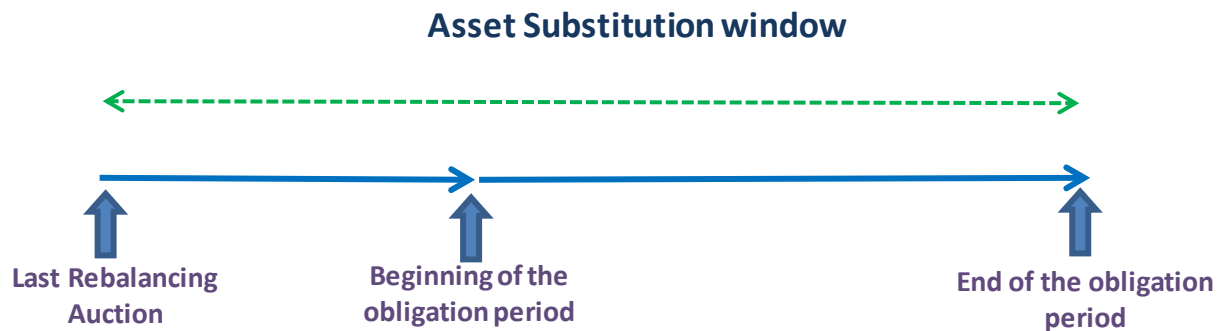 Asset Substitution window
Last Rebalancing
Auction
Beginning of the
obligation period
End of the obligation
period